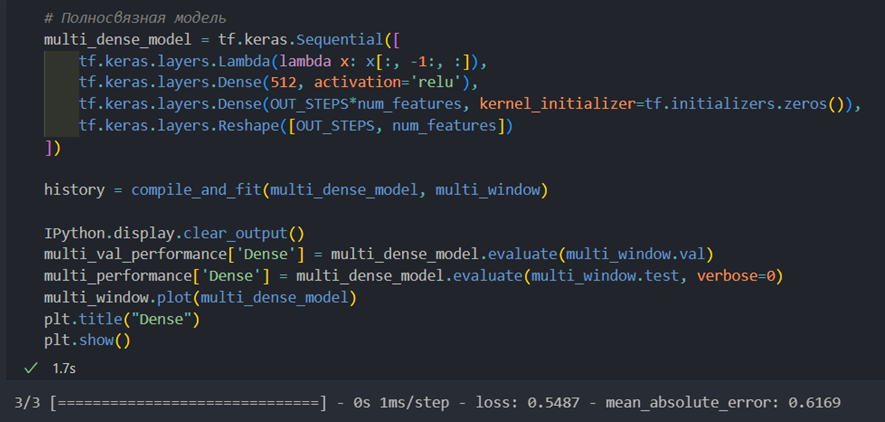 # Полносвязная модель
multi_dense_model = tf.keras.Sequential([
    tf.keras.layers.Lambda(lambda x: x[:, -1:, :]),
    tf.keras.layers.Dense(512, activation='relu'),
    tf.keras.layers.Dense(OUT_STEPS*num_features, kernel_initializer=tf.initializers.zeros()),
    tf.keras.layers.Reshape([OUT_STEPS, num_features])
])

history = compile_and_fit(multi_dense_model, multi_window)

IPython.display.clear_output()
multi_val_performance['Dense'] = multi_dense_model.evaluate(multi_window.val)
multi_performance['Dense'] = multi_dense_model.evaluate(multi_window.test, verbose=0)
multi_window.plot(multi_dense_model)
plt.title("Dense")
plt.show()
✓ 1.7s
3/3 [==============================] - 0s 1ms/step - loss: 0.5487 - mean_absolute_error: 0.6169